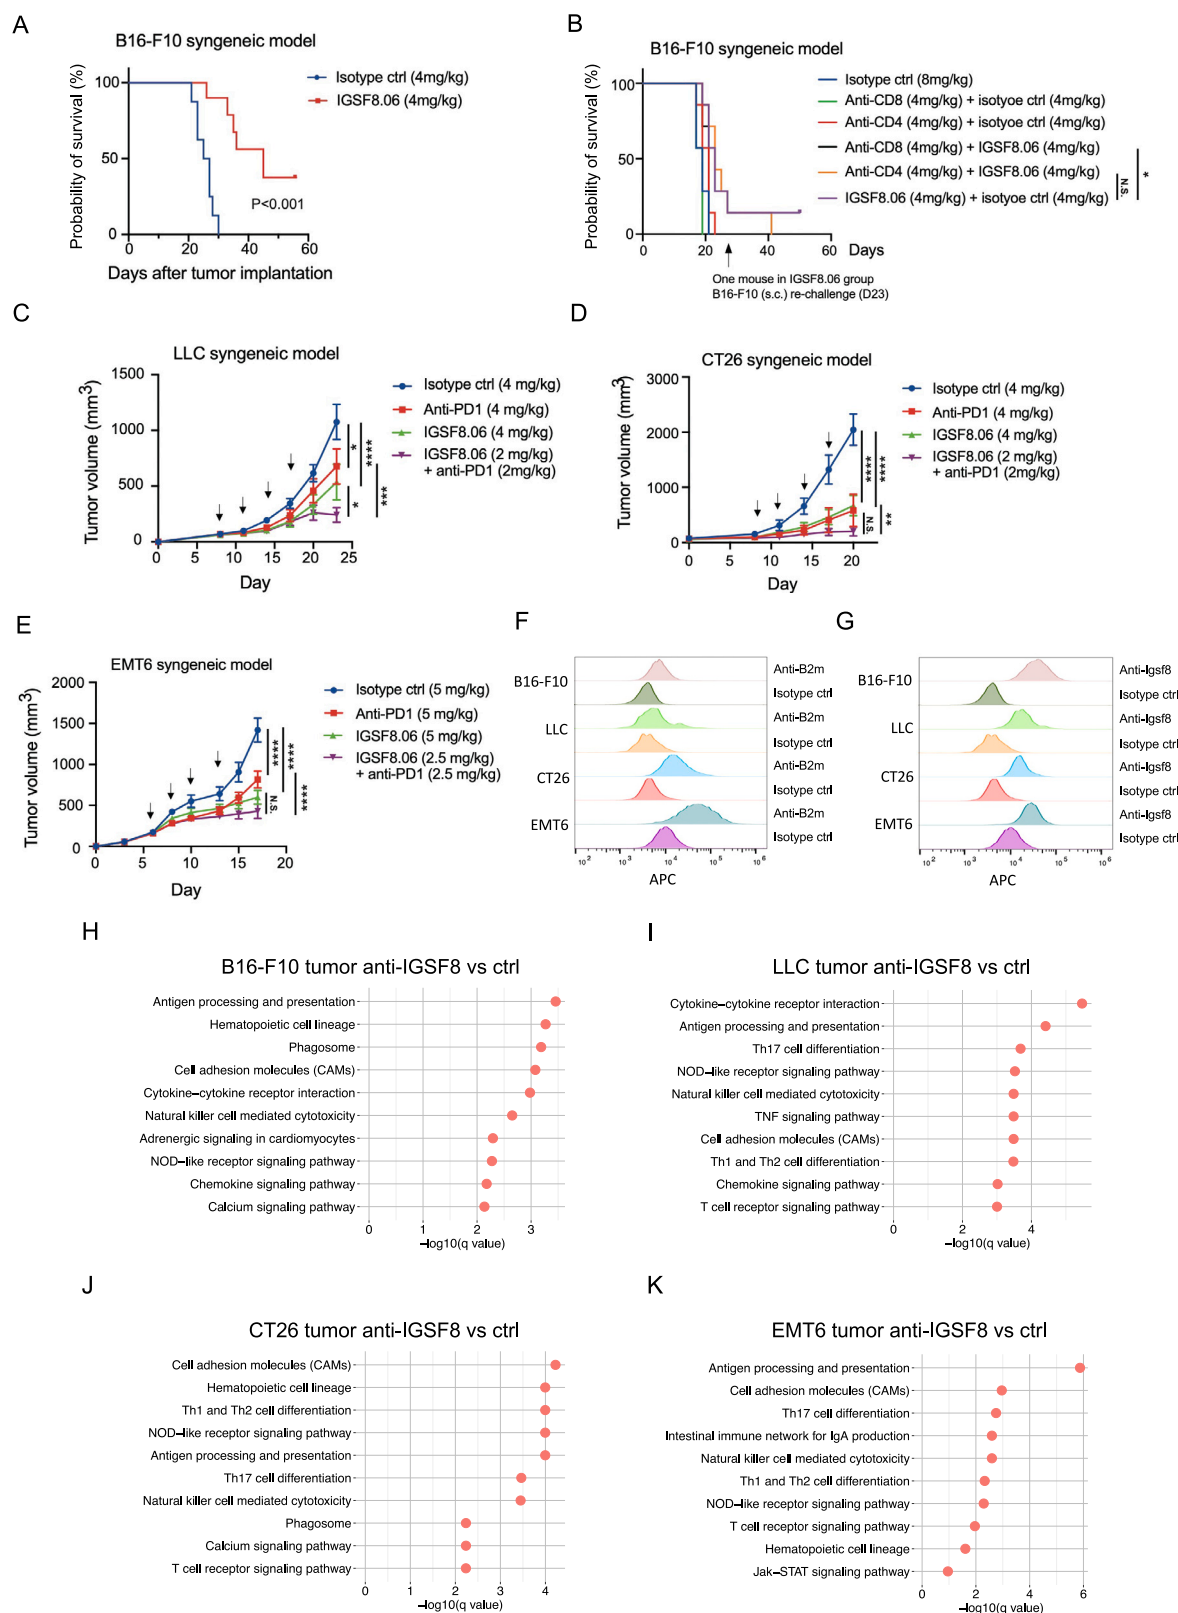 A
B16-F10 syngeneic model
Probability of survival (%)
100
50
0
0 20 40 60
Days after tumor implantation
Isotype ctrl (4mg/kg)
IGSF8.06 (4mg/kg)
P<0.001
B
B16-F10 syngeneic model
Probability of survival (%)
100
50
0
0 20 40 60 Days
Isotype ctrl (8mg/kg)
Anti-CD8 (4mg/kg) + isotyoe ctrl (4mg/kg)
Anti-CD4 (4mg/kg) + isotyoe ctrl (4mg/kg)
Anti-CD8 (4mg/kg) + IGSF8.06 (4mg/kg)
Anti-CD4 (4mg/kg) + IGSF8.06 (4mg/kg)
IGSF8.06 (4mg/kg) + isotyoe ctrl (4mg/kg)
N.S.
*
One mouse in IGSF8.06 group
B16-F10 (s.c.) re-challenge (D23)
C
LLC syngeneic model
Tumor volume (mm3)
1500
1000
500
0
0 5 10 15 20 25
Day
Isotype ctrl (4 mg/kg)
Anti-PD1 (4 mg/kg)
IGSF8.06 (4 mg/kg)
IGSF8.06 (2 mg/kg)
+ anti-PD1 (2mg/kg)
*
****
*
***
D
CT26 syngeneic model
Tumor volume (mm3)
3000
2000
1000
0
0 5 10 15 20
Day
Isotype ctrl (4 mg/kg)
Anti-PD1 (4 mg/kg)
IGSF8.06 (4 mg/kg)
IGSF8.06 (2 mg/kg)
+ anti-PD1 (2mg/kg)
****
****
N.S.
**
E
EMT6 syngeneic model
Tumor volume (mm3)
2000
1500
1000
500
0
0 5 10 15 20
Day
Isotype ctrl (5 mg/kg)
Anti-PD1 (5 mg/kg)
IGSF8.06 (5 mg/kg)
IGSF8.06 (2.5 mg/kg)
+ anti-PD1 (2.5 mg/kg)
****
****
N.S.
****
F
B16-F10
LLC
CT26
EMT6
Anti-B2m
Isotype ctrl
Anti-B2m
Isotype ctrl
Anti-B2m
Isotype ctrl
Anti-B2m
Isotype ctrl
10^2 10^3 10^4 10^5 10^6
APC
G
B16-F10
LLC
CT26
EMT6
Anti-Igsf8
Isotype ctrl
Anti-Igsf8
Isotype ctrl
Anti-Igsf8
Isotype ctrl
Anti-Igsf8
Isotype ctrl
10^2 10^3 10^4 10^5 10^6
APC
H
B16-F10 tumor anti-IGSF8 vs ctrl
Antigen processing and presentation
Hematopoietic cell lineage
Phagosome
Cell adhesion molecules (CAMs)
Cytokine−cytokine receptor interaction
Natural killer cell mediated cytotoxicity
Adrenergic signaling in cardiomyocytes
NOD−like receptor signaling pathway
Chemokine signaling pathway
Calcium signaling pathway
0 1 2 3
−log10(q value)
I
LLC tumor anti-IGSF8 vs ctrl
Cytokine−cytokine receptor interaction
Antigen processing and presentation
Th17 cell differentiation
NOD−like receptor signaling pathway
Natural killer cell mediated cytotoxicity
TNF signaling pathway
Cell adhesion molecules (CAMs)
Th1 and Th2 cell differentiation
Chemokine signaling pathway
T cell receptor signaling pathway
0 2 4
−log10(q value)
J
CT26 tumor anti-IGSF8 vs ctrl
Cell adhesion molecules (CAMs)
Hematopoietic cell lineage
Th1 and Th2 cell differentiation
NOD−like receptor signaling pathway
Antigen processing and presentation
Th17 cell differentiation
Natural killer cell mediated cytotoxicity
Phagosome
Calcium signaling pathway
T cell receptor signaling pathway
0 1 2 3 4
−log10(q value)
K
EMT6 tumor anti-IGSF8 vs ctrl
Antigen processing and presentation
Cell adhesion molecules (CAMs)
Th17 cell differentiation
Intestinal immune network for IgA production
Natural killer cell mediated cytotoxicity
Th1 and Th2 cell differentiation
NOD−like receptor signaling pathway
T cell receptor signaling pathway
Hematopoietic cell lineage
Jak−STAT signaling pathway
0 2 4 6
−log10(q value)